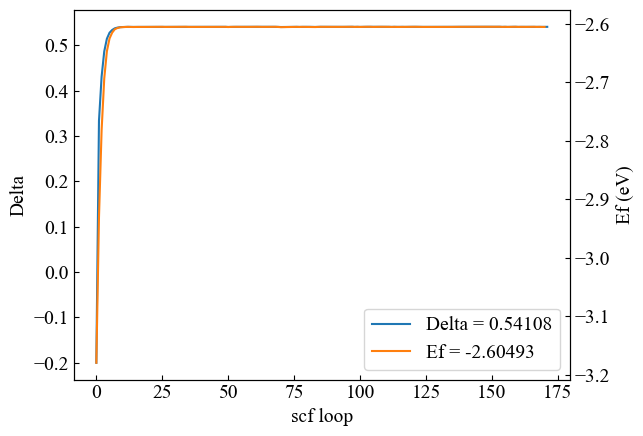 0.5
0.4
0.3
0.2
0.1
0.0
−0.1
−0.2
Delta
−2.6
−2.7
−2.8
−2.9
−3.0
−3.1
−3.2
Ef (eV)
Delta = 0.54108
Ef = -2.60493
0 25 50 75 100 125 150 175
scf loop